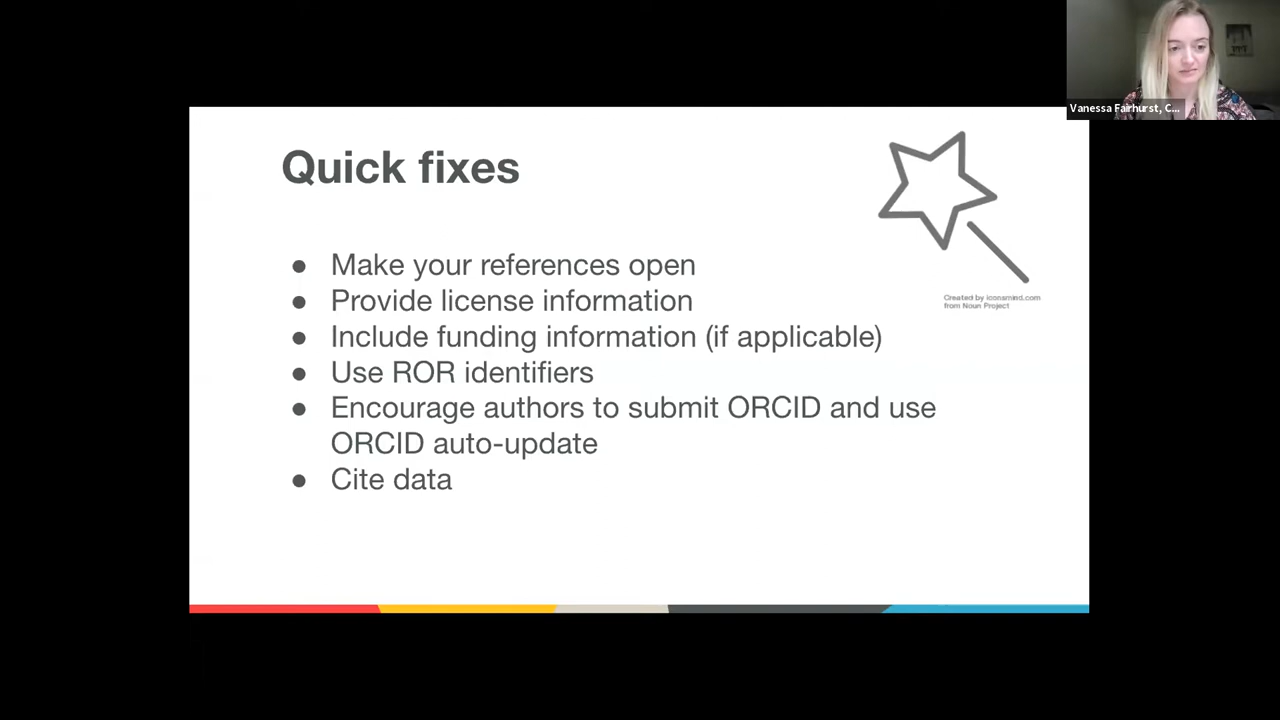 Vanessa Fairhurst, C...
Quick fixes
Created by iconsmind.com
from Noun Project
● Make your references open
● Provide license information
● Include funding information (if applicable)
● Use ROR identifiers
● Encourage authors to submit ORCID and use
ORCID auto-update
● Cite data